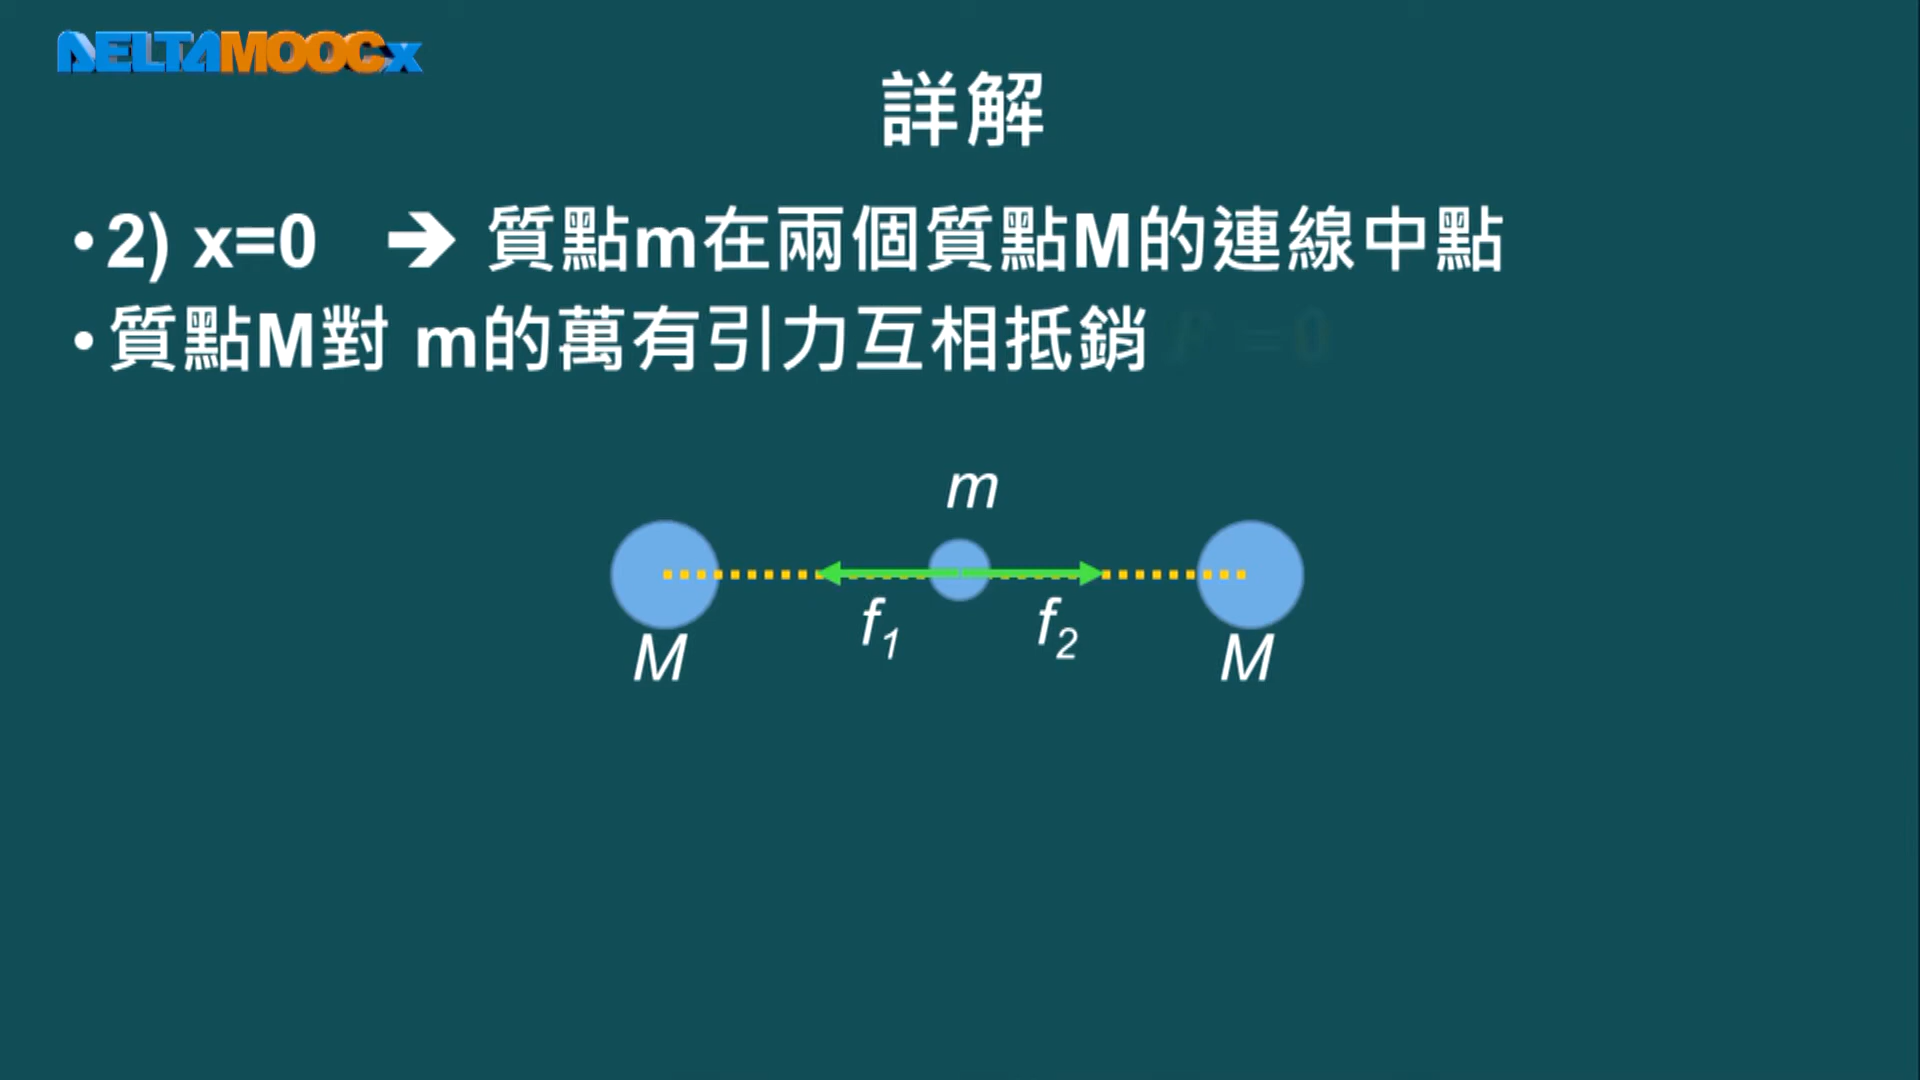 DELTAMOOCx
詳解
•2) x=0 ➔ 質點m在兩個質點M的連線中點
•質點M對 m的萬有引力互相抵銷 F=0
m
f1 f2
M M